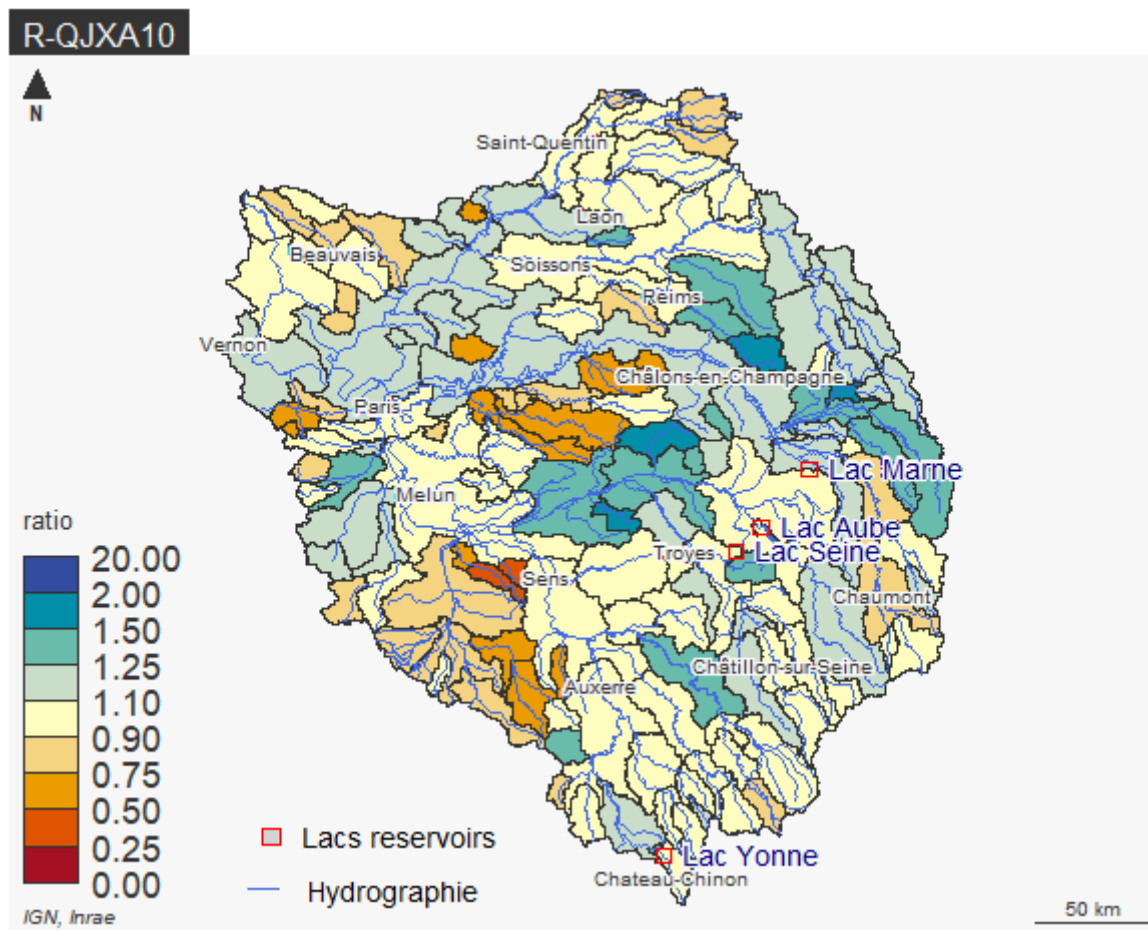 R-QJXA10
N
Saint-Quentin
Laon
Beauvais
Soissons
Reims
Vernon
Châlons-en-Champagne
Paris
Lac Marne
Melun
Lac Aube
Troyes
Lac Seine
Sens
Chaumont
Châtillon-sur-Seine
Auxerre
Lac Yonne
Chateau-Chinon
ratio
20.00
2.00
1.50
1.25
1.10
0.90
0.75
0.50
0.25
0.00
Lacs reservoirs
Hydrographie
IGN, Inrae
50 km